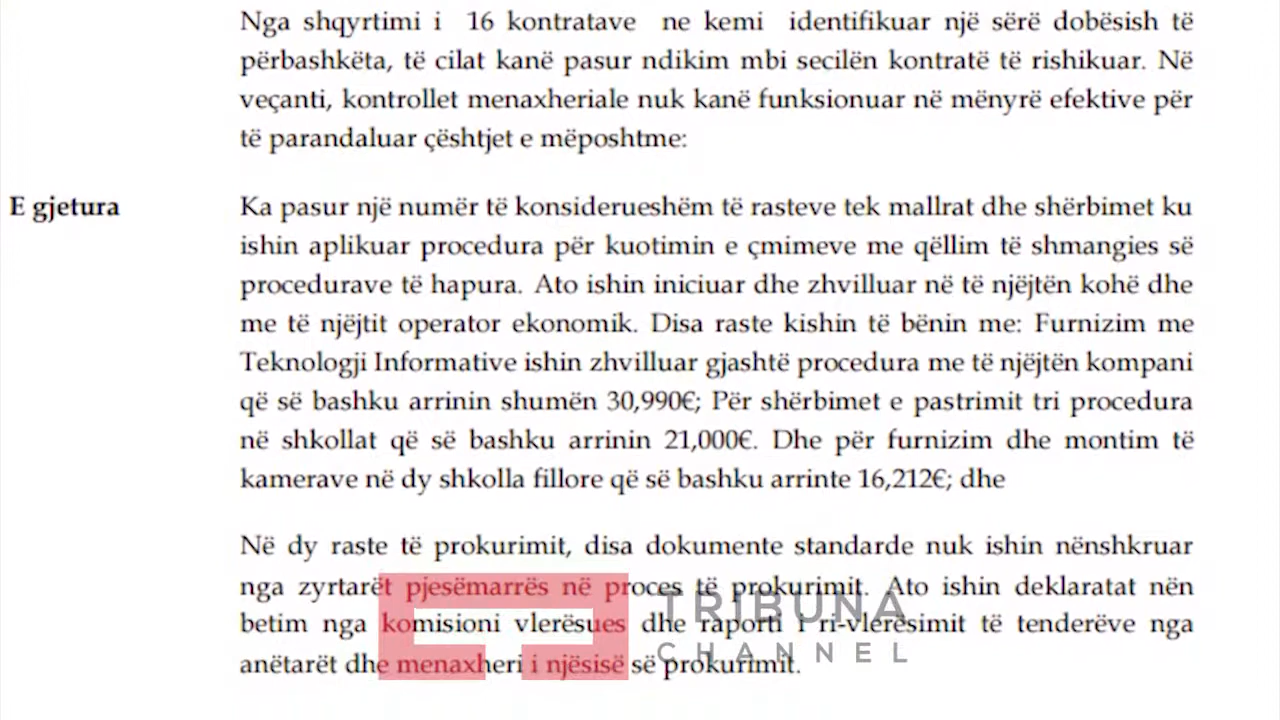 Nga shqyrtimi i 16 kontratave ne kemi identifikuar një sërë dobësish të
përbashkëta, të cilat kanë pasur ndikim mbi secilën kontratë të rishikuar. Në
veçanti, kontrollet menaxheriale nuk kanë funksionuar në mënyrë efektive për
të parandaluar çështjet e mëposhtme:
E gjetura
Ka pasur një numër të konsiderueshëm të rasteve tek mallrat dhe shërbimet ku
ishin aplikuar procedura për kuotimin e çmimeve me qëllim të shmangies së
procedurave të hapura. Ato ishin iniciuar dhe zhvilluar në të njëjtën kohë dhe
me të njëjtit operator ekonomik. Disa raste kishin të bënin me: Furnizim me
Teknologji Informative ishin zhvilluar gjashtë procedura me të njëjtën kompani
që së bashku arrinin shumën 30,990€; Për shërbimet e pastrimit tri procedura
në shkollat që së bashku arrinin 21,000€. Dhe për furnizim dhe montim të
kamerave në dy shkolla fillore që së bashku arrinte 16,212€; dhe
Në dy raste të prokurimit, disa dokumente standarde nuk ishin nënshkruar
nga zyrtarët pjesëmarrës në proces të prokurimit. Ato ishin deklaratat nën
betim nga komisioni vlerësues dhe raporti i ri-vlerësimit të tenderëve nga
anëtarët dhe menaxheri i njësisë së prokurimit.
TRIBUNA
CHANNEL